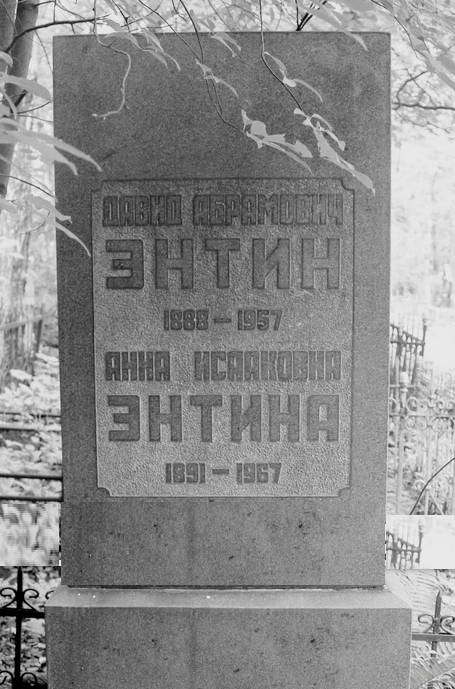 ДАВИД АБРАМОВИЧ
ЭНТИН
1888 — 1957
АННА ИСААКОВНА
ЭНТИНА
1891 — 1967